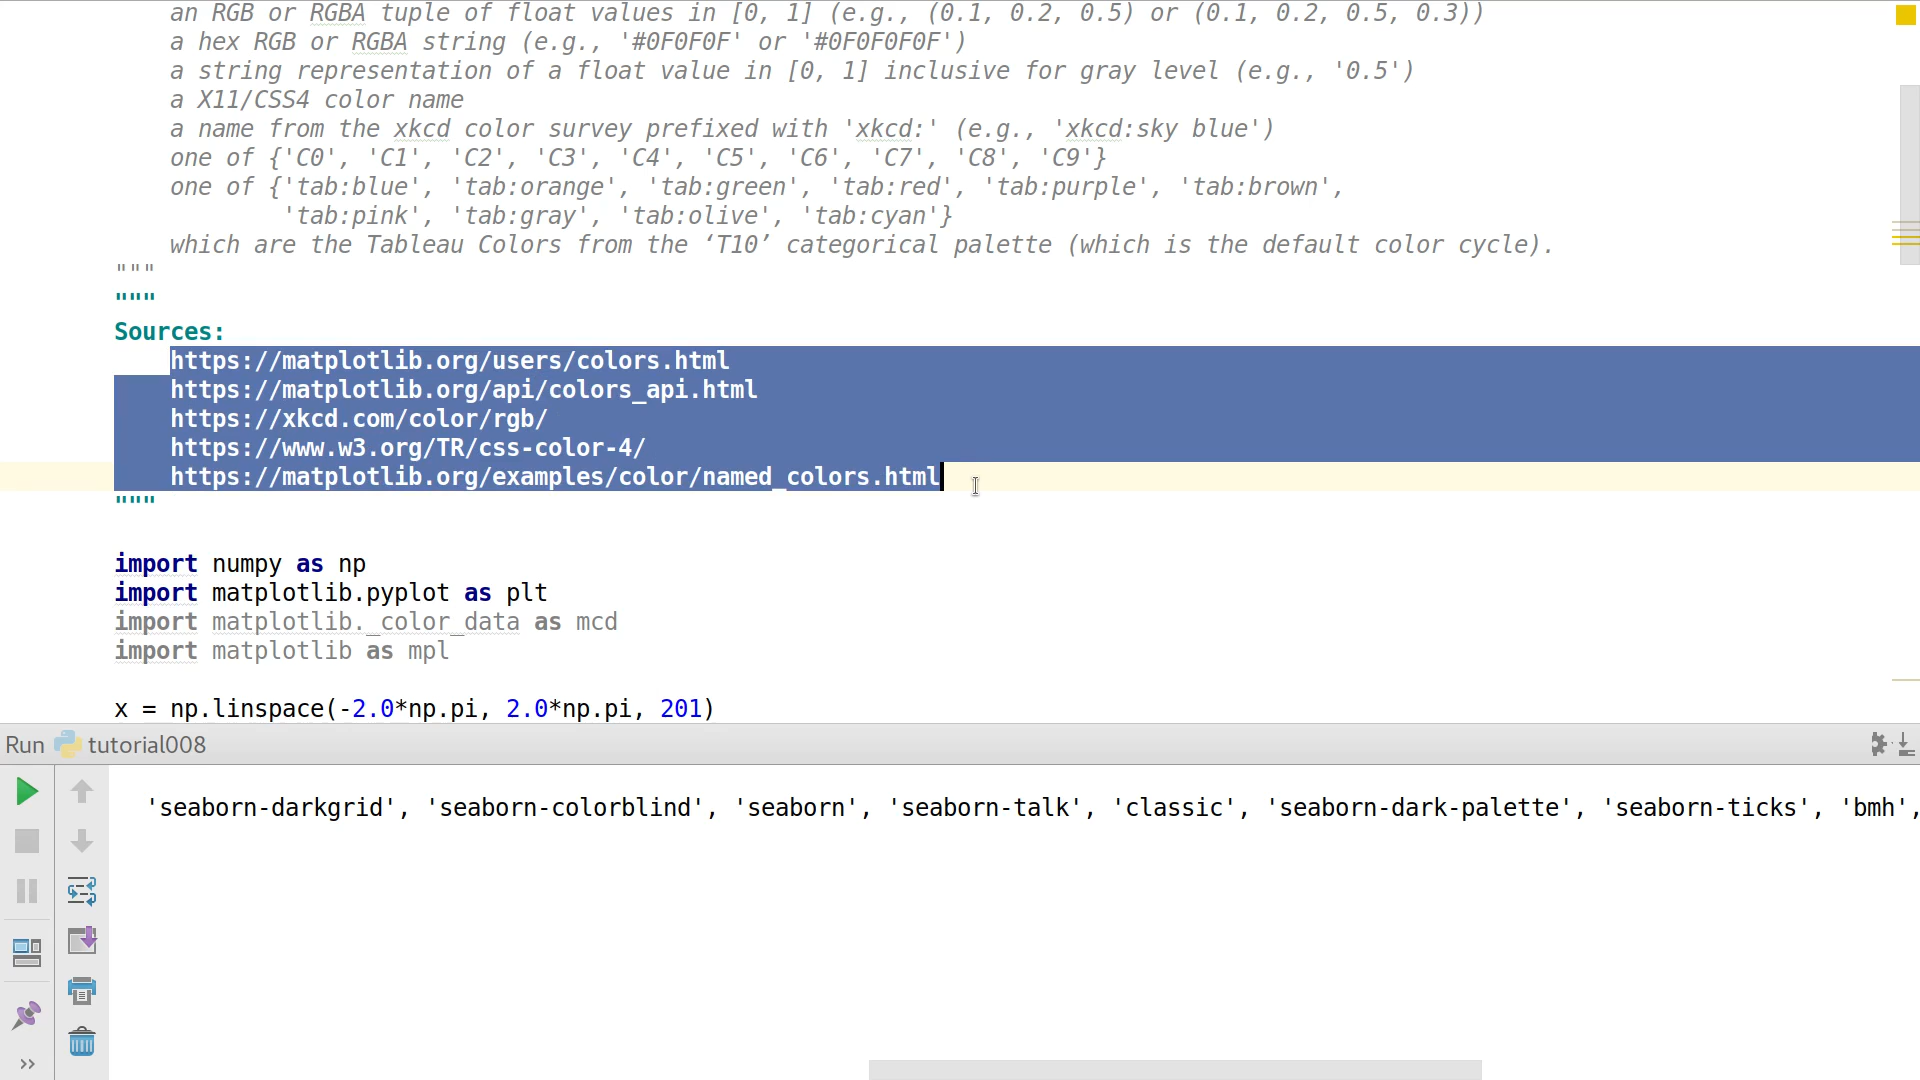 an RGB or RGBA tuple of float values in [0, 1] (e.g., (0.1, 0.2, 0.5) or (0.1, 0.2, 0.5, 0.3))
a hex RGB or RGBA string (e.g., '#0F0F0F' or '#0F0F0F0F')
a string representation of a float value in [0, 1] inclusive for gray level (e.g., '0.5')
a X11/CSS4 color name
a name from the xkcd color survey prefixed with 'xkcd:' (e.g., 'xkcd:sky blue')
one of {'C0', 'C1', 'C2', 'C3', 'C4', 'C5', 'C6', 'C7', 'C8', 'C9'}
one of {'tab:blue', 'tab:orange', 'tab:green', 'tab:red', 'tab:purple', 'tab:brown',
'tab:pink', 'tab:gray', 'tab:olive', 'tab:cyan'}
which are the Tableau Colors from the ‘T10’ categorical palette (which is the default color cycle).
"""
"""
Sources:
https://matplotlib.org/users/colors.html
https://matplotlib.org/api/colors_api.html
https://xkcd.com/color/rgb/
https://www.w3.org/TR/css-color-4/
https://matplotlib.org/examples/color/named_colors.html
"""
import numpy as np
import matplotlib.pyplot as plt
import matplotlib._color_data as mcd
import matplotlib as mpl
x = np.linspace(-2.0*np.pi, 2.0*np.pi, 201)
Run tutorial008
'seaborn-darkgrid', 'seaborn-colorblind', 'seaborn', 'seaborn-talk', 'classic', 'seaborn-dark-palette', 'seaborn-ticks', 'bmh',